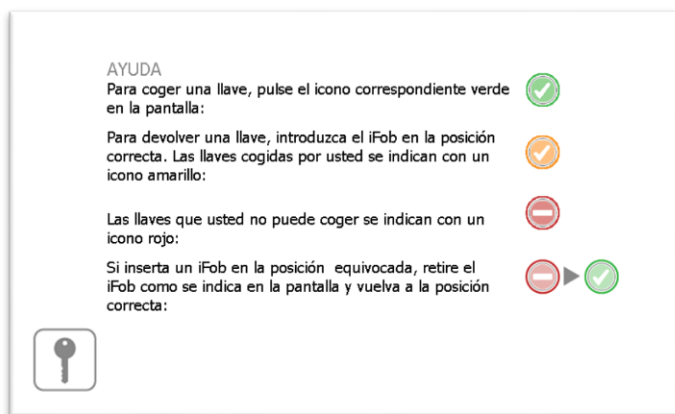 AYUDA
Para coger una llave, pulse el icono correspondiente verde
en la pantalla:
Para devolver una llave, introduzca el iFob en la posición
correcta. Las llaves cogidas por usted se indican con un
icono amarillo:
Las llaves que usted no puede coger se indican con un
icono rojo:
Si inserta un iFob en la posición equivocada, retire el
iFob como se indica en la pantalla y vuelva a la posición
correcta: